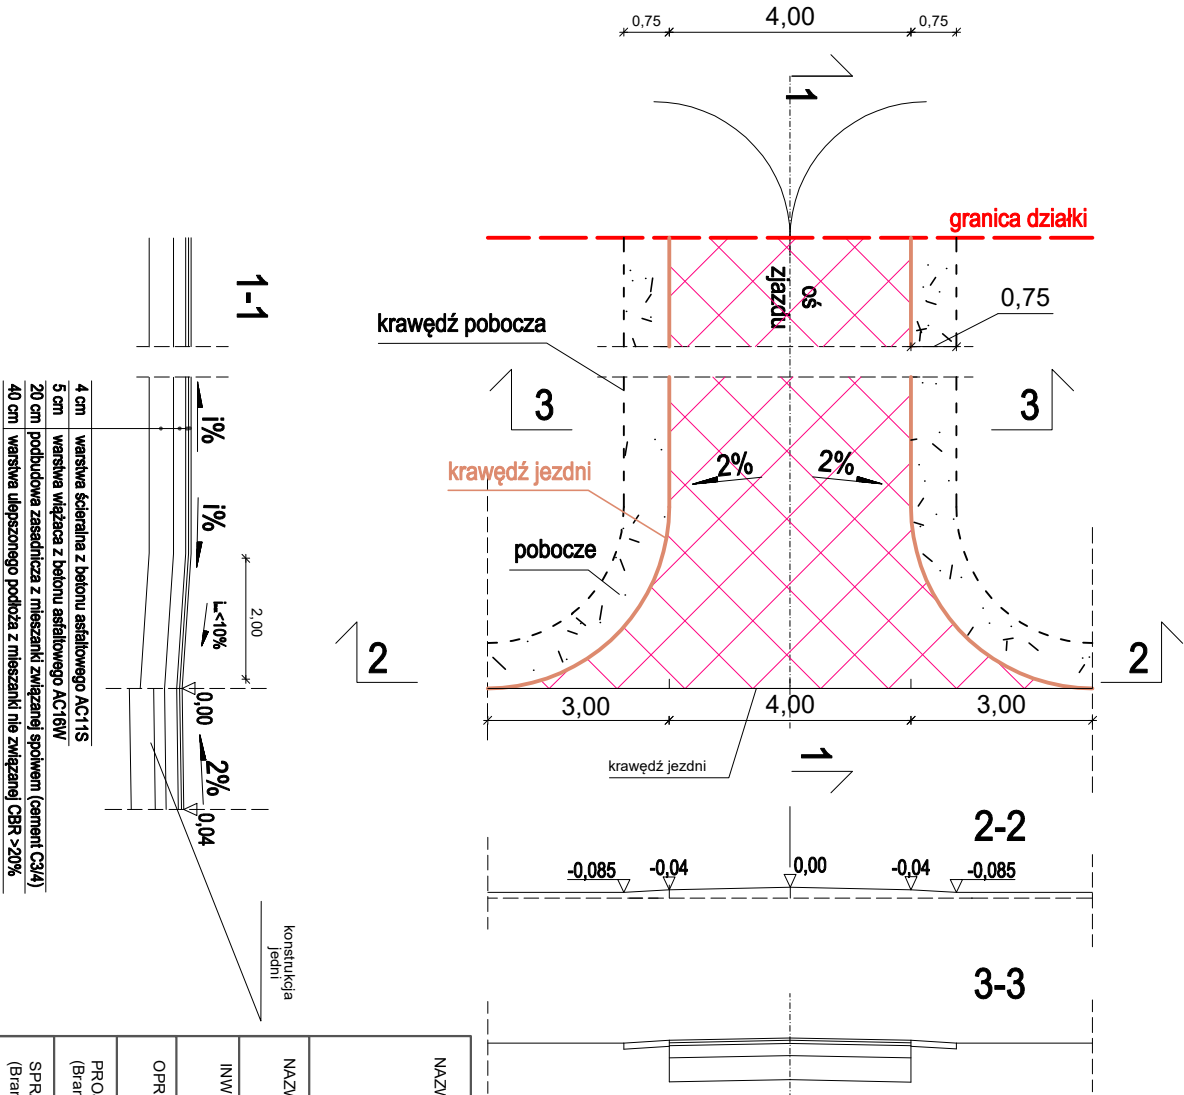 0,75
4,00
0,75
1
granica działki
oś
zjazdu
0,75
krawędź pobocza
3
3
krawędź jezdni
2%
2%
pobocze
2
2
3,00
4,00
3,00
krawędź jezdni
1
2-2
-0,085
-0,04
0,00
-0,04
-0,085
3-3
1-1
i%
i%
2,00
i<10%
0,00
2%
0,04
4 cm warstwa ścieralna z betonu asfaltowego AC11S
5 cm warstwa wiążaca z betonu asfaltowego AC16W
20 cm podbudowa zasadnicza z mieszanki związanej spoiwem (cement C3/4)
40 cm warstwa ulepszonego podłoża z mieszanki nie związanej CBR >20%
konstrukcja
jedni